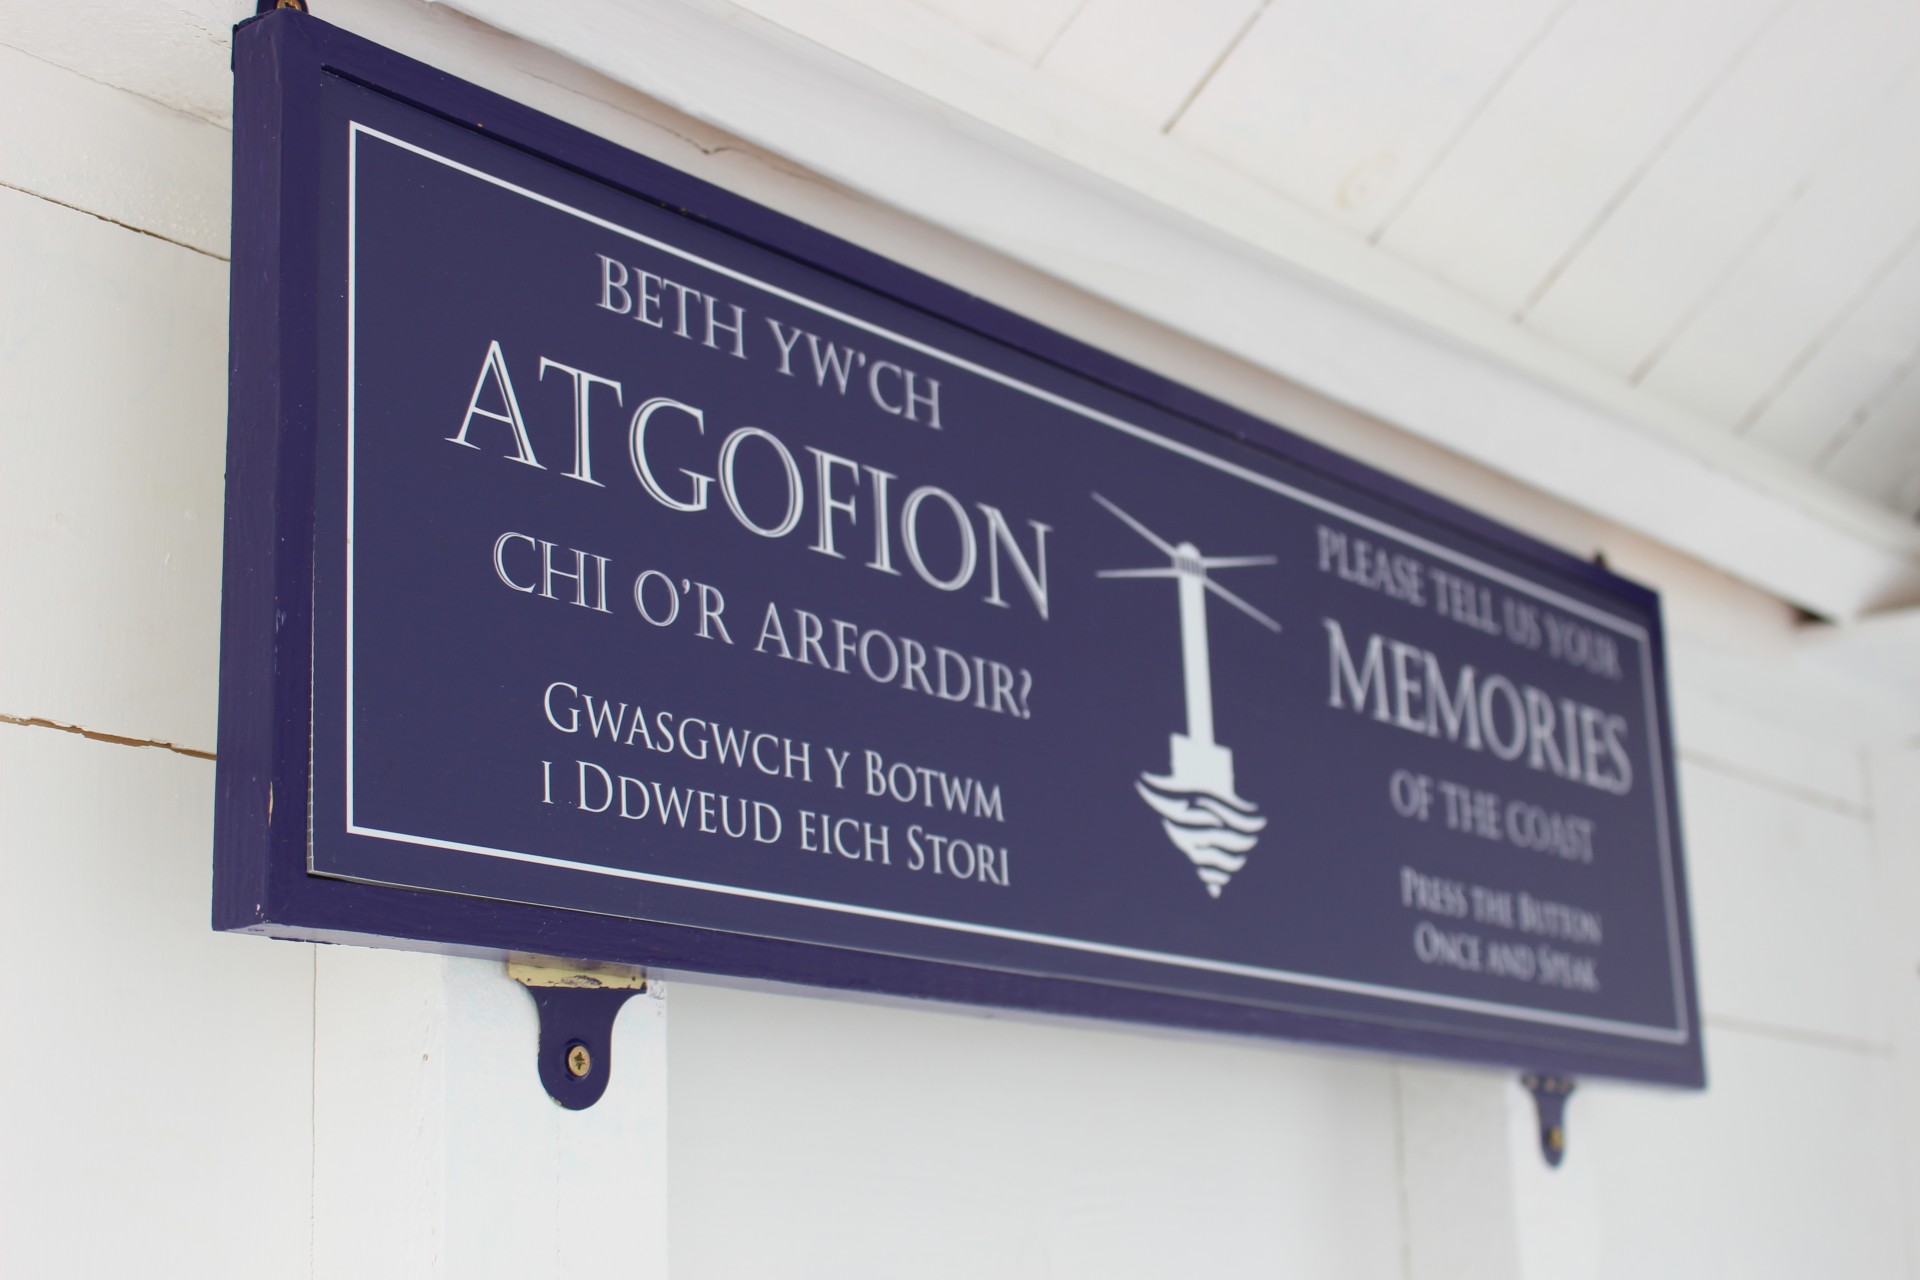 BETH YW'CH
ATGOFION
CHI O'R ARFORDIR?
GWASGWCH Y BOTWM
I DDWEUD EICH STORI
PLEASE TELL US YOUR
MEMORIES
OF THE COAST
PRESS THE BUTTON
ONCE AND SPEAK